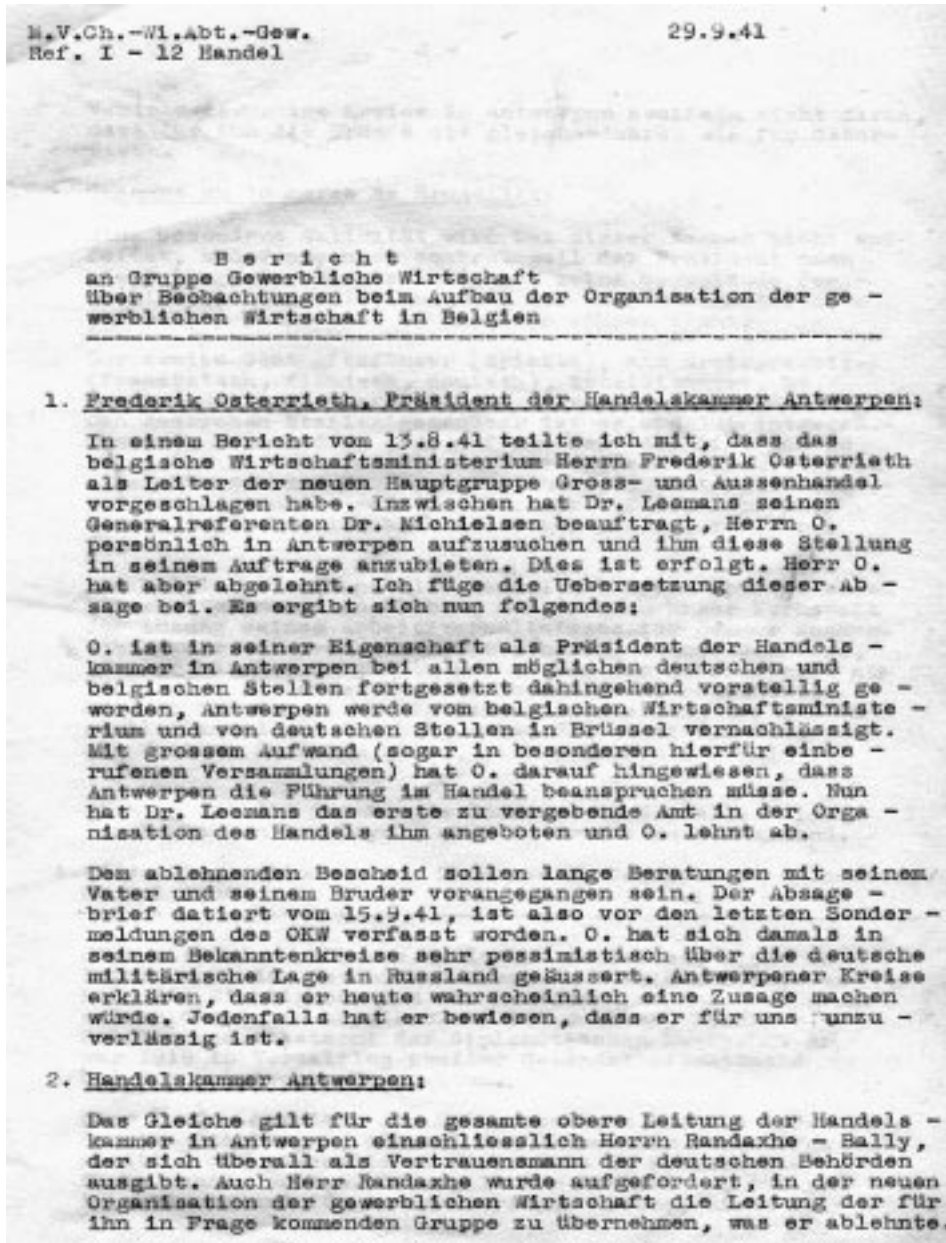 M.V.Ch.-Wi.Abt.-Gew. 29.9.41
Ref. I - 12 Handel
B e r i c h t
an Gruppe Gewerbliche Wirtschaft
über Beobachtungen beim Aufbau der Organisation der ge -
werblichen Wirtschaft in Belgien
1. Frederik Osterrieth, Präsident der Handelskammer Antwerpen:
In einem Bericht vom 13.8.41 teilte ich mit, dass das
belgische Wirtschaftsministerium Herrn Frederik Osterrieth
als Leiter der neuen Hauptgruppe Gross- und Aussenhandel
vorgeschlagen habe. Inzwischen hat Dr. Leemans seinen
Generalreferenten Dr. Michielsen beauftragt, Herrn O.
persönlich in Antwerpen aufzusuchen und ihm diese Stellung
in seinem Auftrage anzubieten. Dies ist erfolgt. Herr O.
hat aber abgelehnt. Ich füge die Uebersetzung dieser Ab -
sage bei. Es ergibt sich nun folgendes:
O. ist in seiner Eigenschaft als Präsident der Handels -
kammer in Antwerpen bei allen möglichen deutschen und
belgischen Stellen fortgesetzt dahingehend vorstellig ge -
worden, Antwerpen werde vom belgischen Wirtschaftsministe -
rium und von deutschen Stellen in Brüssel vernachlässigt.
Mit grossem Aufwand (sogar in besonderen hierfür einbe -
rufenen Versammlungen) hat O. darauf hingewiesen, dass
Antwerpen die Führung im Handel beanspruchen müsse. Nun
hat Dr. Leemans das erste zu vergebende Amt in der Orga -
nisation des Handels ihm angeboten und O. lehnt ab.
Dem ablehnenden Bescheid sollen lange Beratungen mit seinem
Vater und seinem Bruder vorangegangen sein. Der Absage -
brief datiert vom 15.9.41, ist also vor den letzten Sonder -
meldungen des OKW verfasst worden. O. hat sich damals in
seinem Bekanntenkreise sehr pessimistisch über die deutsche
militärische Lage in Russland geäussert. Antwerpener Kreise
erklären, dass er heute wahrscheinlich eine Zusage machen
würde. Jedenfalls hat er bewiesen, dass er für uns unzu -
verlässig ist.
2. Handelskammer Antwerpen:
Das Gleiche gilt für die gesamte obere Leitung der Handels -
kammer in Antwerpen einschliesslich Herrn Randaxhe - Bally,
der sich überall als Vertrauensmann der deutschen Behörden
ausgibt. Auch Herr Randaxhe wurde aufgefordert, in der neuen
Organisation der gewerblichen Wirtschaft die Leitung der für
ihn in Frage kommenden Gruppe zu übernehmen, was er ablehnte.